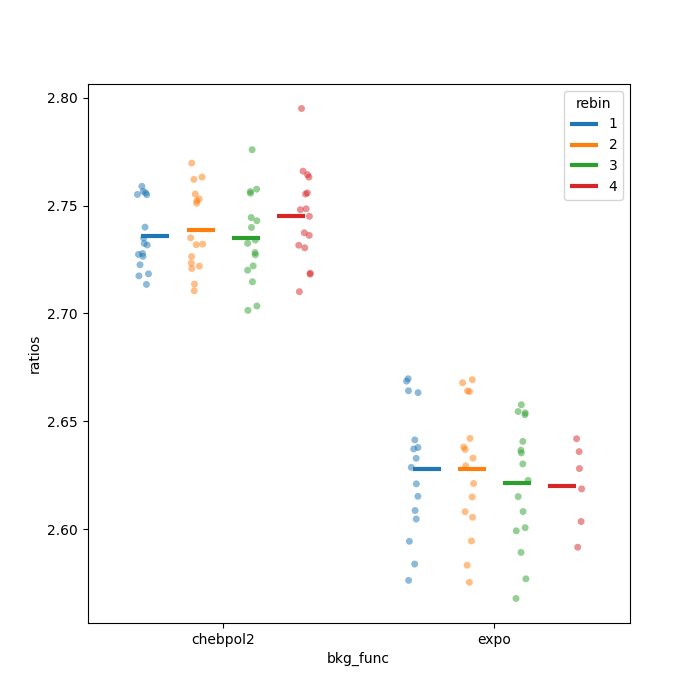 2.80
2.75
2.70
2.65
2.60
ratios
rebin
1
2
3
4
chebpol2
expo
bkg_func